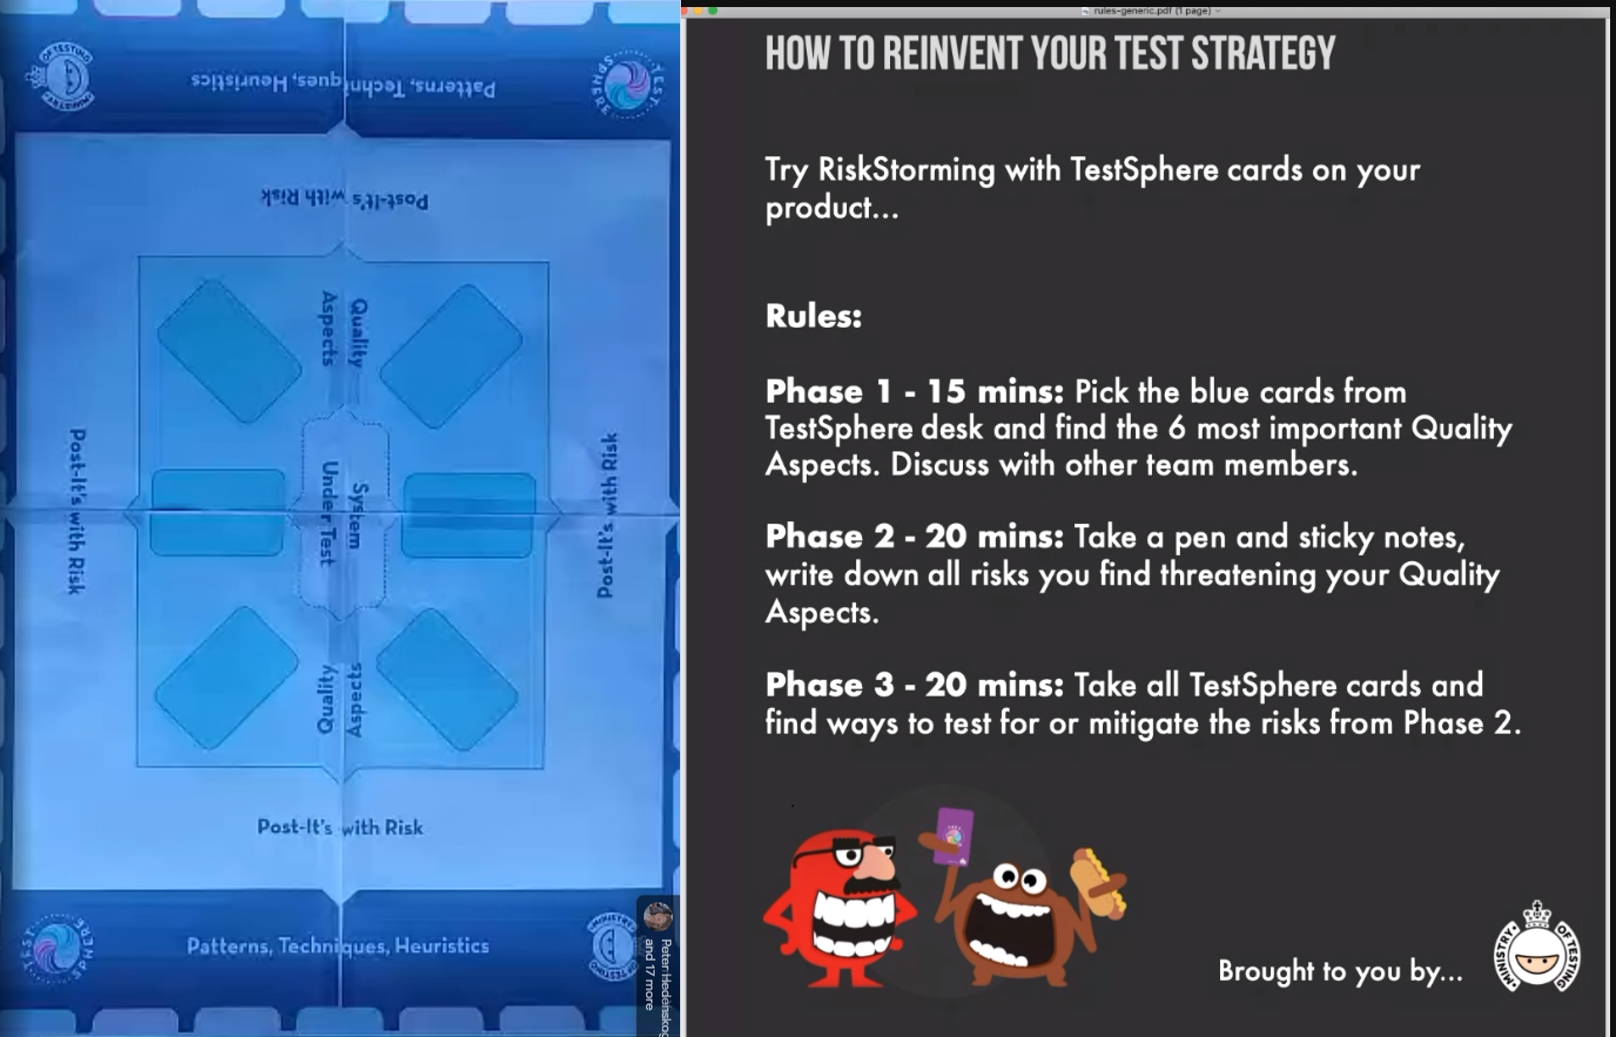 Patterns, Techniques, Heuristics
OF TESTING
TEST
SPHERE
Post-It's with Risk
Quality
Aspects
Post-It's with Risk
System
Under Test
Post-It's with Risk
Quality
Aspects
Post-It's with Risk
Patterns, Techniques, Heuristics
TEST
SPHERE
MINISTRY
OF TESTING
Peter Hedenskog
and 17 more
rules-generic.pdf (1 page)
HOW TO REINVENT YOUR TEST STRATEGY
Try RiskStorming with TestSphere cards on your
product...
Rules:
Phase 1 - 15 mins: Pick the blue cards from
TestSphere desk and find the 6 most important Quality
Aspects. Discuss with other team members.
Phase 2 - 20 mins: Take a pen and sticky notes,
write down all risks you find threatening your Quality
Aspects.
Phase 3 - 20 mins: Take all TestSphere cards and
find ways to test for or mitigate the risks from Phase 2.
Brought to you by...
MINISTRY
OF TESTING